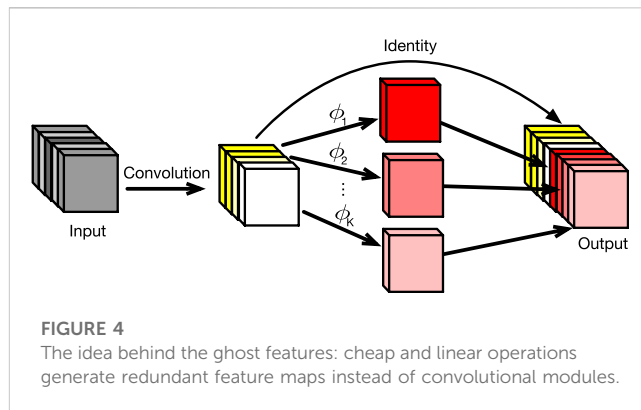 Identity
ϕ1
Convolution
ϕ2
⋮
ϕk
Input
Output
FIGURE 4
The idea behind the ghost features: cheap and linear operations
generate redundant feature maps instead of convolutional modules.